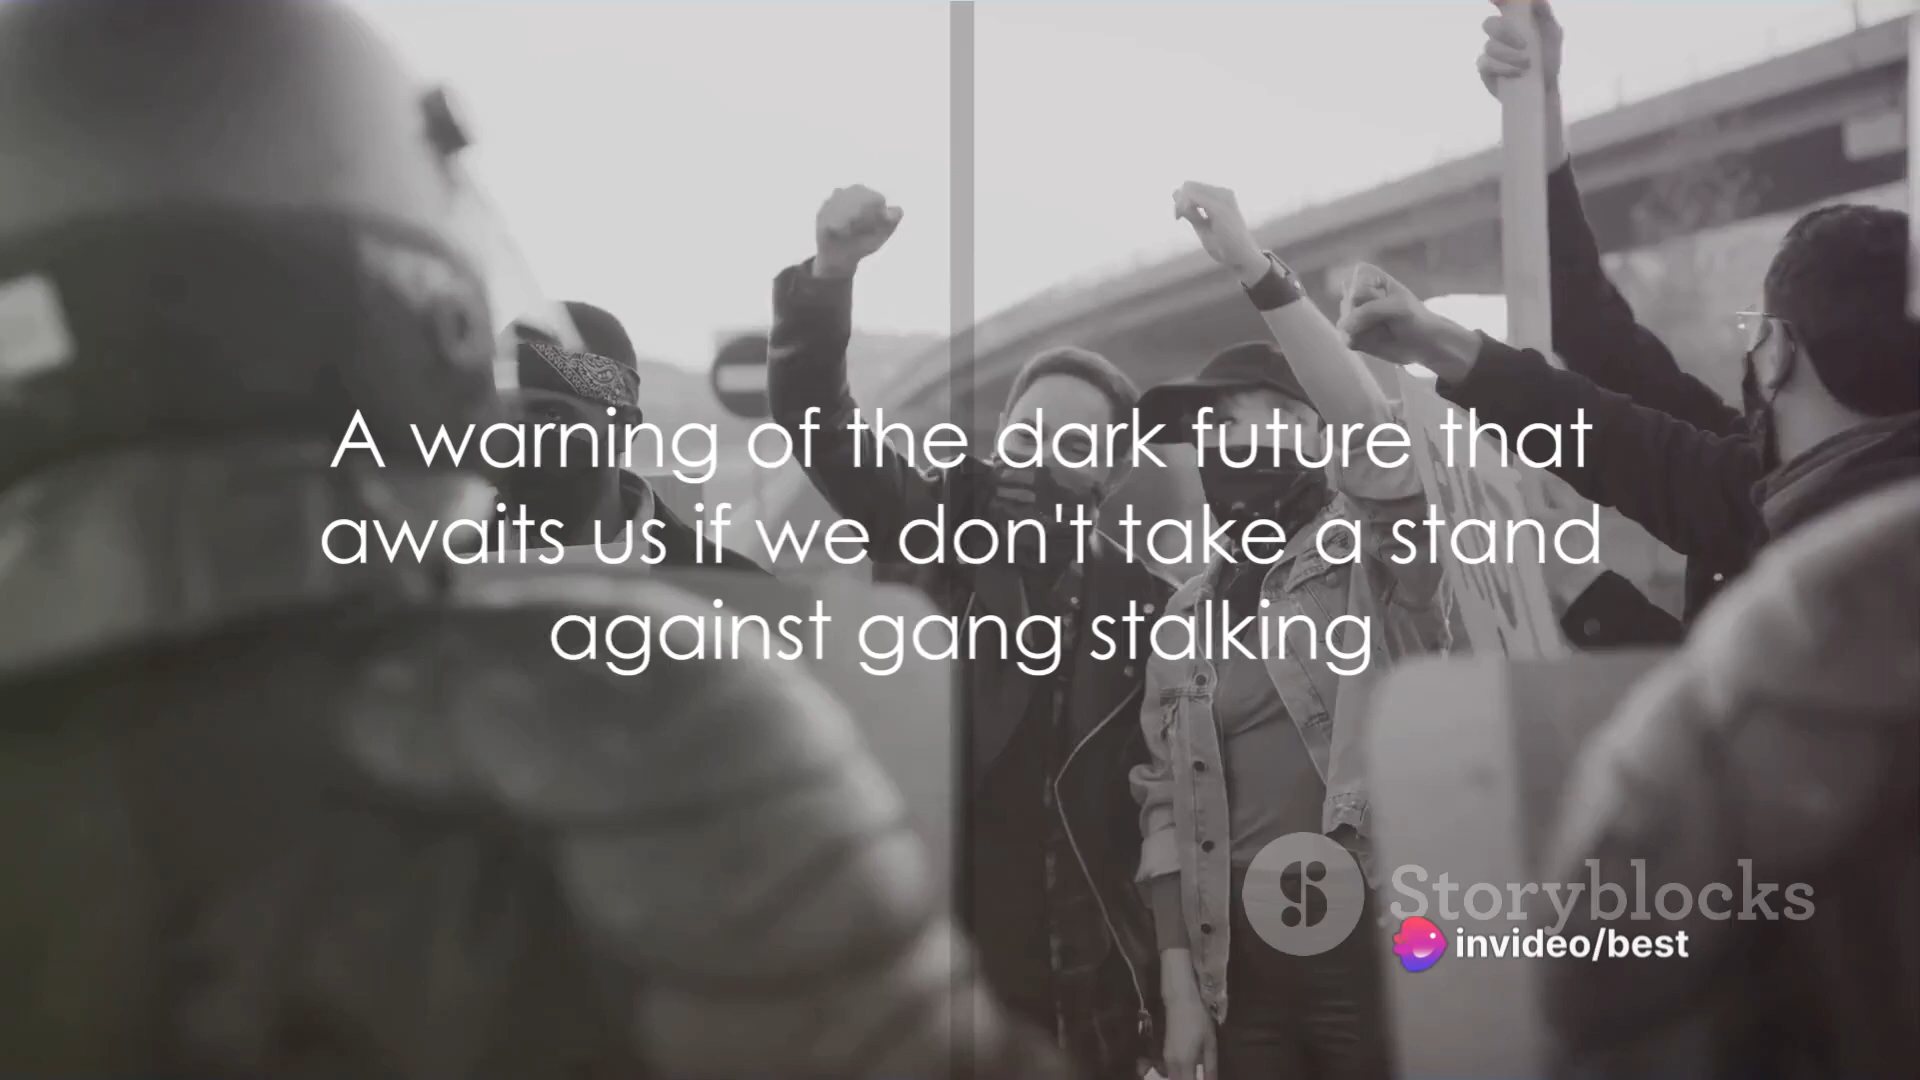 A warning of the dark future that
awaits us if we don't take a stand
against gang stalking
Storyblocks
invideo/best